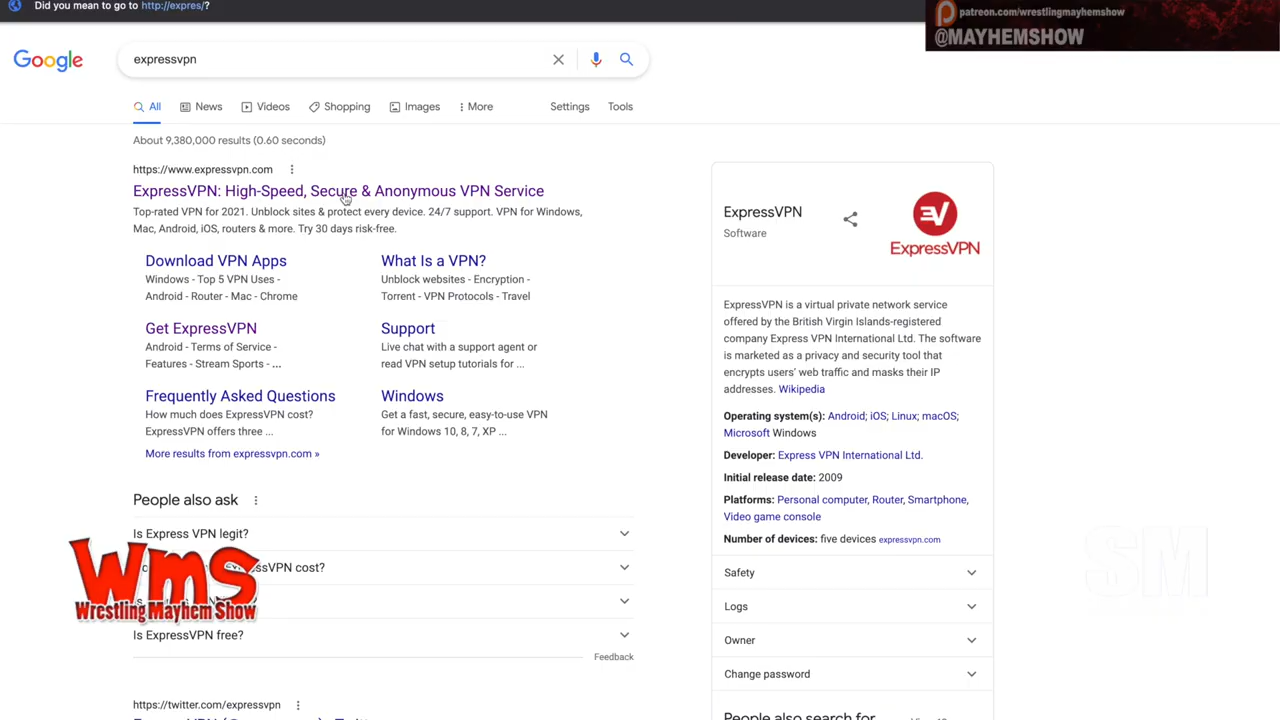 Did you mean to go to http://expres/?
patreon.com/wrestlingmayhemshow
@MAYHEMSHOW
Google
expressvpn
All
News
Videos
Shopping
Images
More
Settings
Tools
About 9,380,000 results (0.60 seconds)
https://www.expressvpn.com
ExpressVPN: High-Speed, Secure & Anonymous VPN Service
Top-rated VPN for 2021. Unblock sites & protect every device. 24/7 support. VPN for Windows,
Mac, Android, iOS, routers & more. Try 30 days risk-free.
Download VPN Apps
Windows - Top 5 VPN Uses -
Android - Router - Mac - Chrome
What Is a VPN?
Unblock websites - Encryption -
Torrent - VPN Protocols - Travel
Get ExpressVPN
Android - Terms of Service -
Features - Stream Sports - ...
Support
Live chat with a support agent or
read VPN setup tutorials for ...
Frequently Asked Questions
How much does ExpressVPN cost?
ExpressVPN offers three ...
Windows
Get a fast, secure, easy-to-use VPN
for Windows 10, 8, 7, XP ...
More results from expressvpn.com »
People also ask
Is Express VPN legit?
ExpressVPN cost?
Is ExpressVPN free?
Feedback
https://twitter.com/expressvpn
WMS
Wrestling Mayhem Show
ExpressVPN
Software
EV
ExpressVPN
ExpressVPN is a virtual private network service
offered by the British Virgin Islands-registered
company Express VPN International Ltd. The software
is marketed as a privacy and security tool that
encrypts users' web traffic and masks their IP
addresses. Wikipedia
Operating system(s): Android; iOS; Linux; macOS;
Microsoft Windows
Developer: Express VPN International Ltd.
Initial release date: 2009
Platforms: Personal computer, Router, Smartphone,
Video game console
Number of devices: five devices expressvpn.com
Safety
Logs
Owner
Change password
People also search for
SM